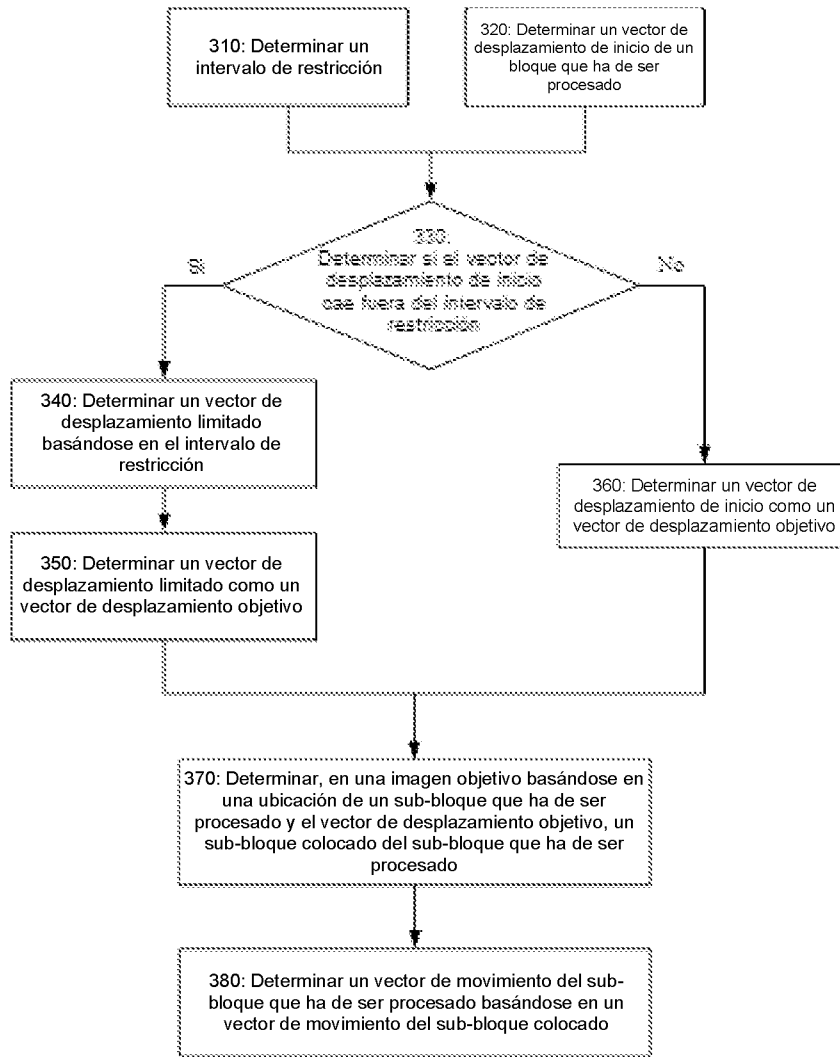 310: Determinar un
intervalo de restricción
320: Determinar un vector de
desplazamiento de inicio de un
bloque que ha de ser
procesado
330:
Determinar si el vector de
desplazamiento de inicio
cae fuera del intervalo de
restricción
Si
No
340: Determinar un vector de
desplazamiento limitado
basándose en el intervalo de
restricción
350: Determinar un vector de
desplazamiento limitado como un
vector de desplazamiento objetivo
360: Determinar un vector de
desplazamiento de inicio como un
vector de desplazamiento objetivo
370: Determinar, en una imagen objetivo basándose en
una ubicación de un sub-bloque que ha de ser
procesado y el vector de desplazamiento objetivo, un
sub-bloque colocado del sub-bloque que ha de ser
procesado
380: Determinar un vector de movimiento del sub-
bloque que ha de ser procesado basándose en un
vector de movimiento del sub-bloque colocado